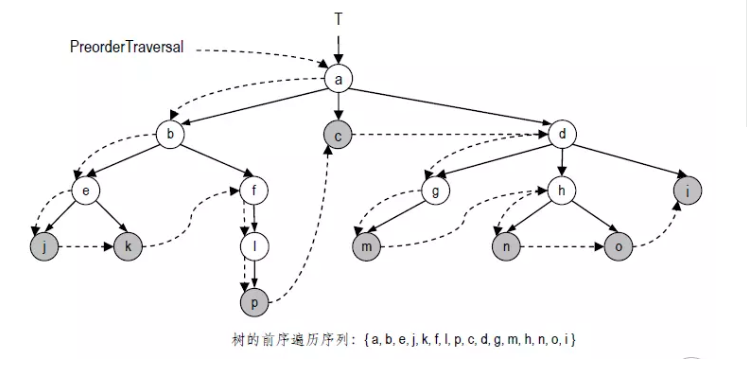 T
PreorderTraversal
a
b
c
d
e
f
g
h
i
j
k
l
m
n
o
p
树的前序遍历序列：{ a, b, e, j, k, f, l, p, c, d, g, m, h, n, o, i }